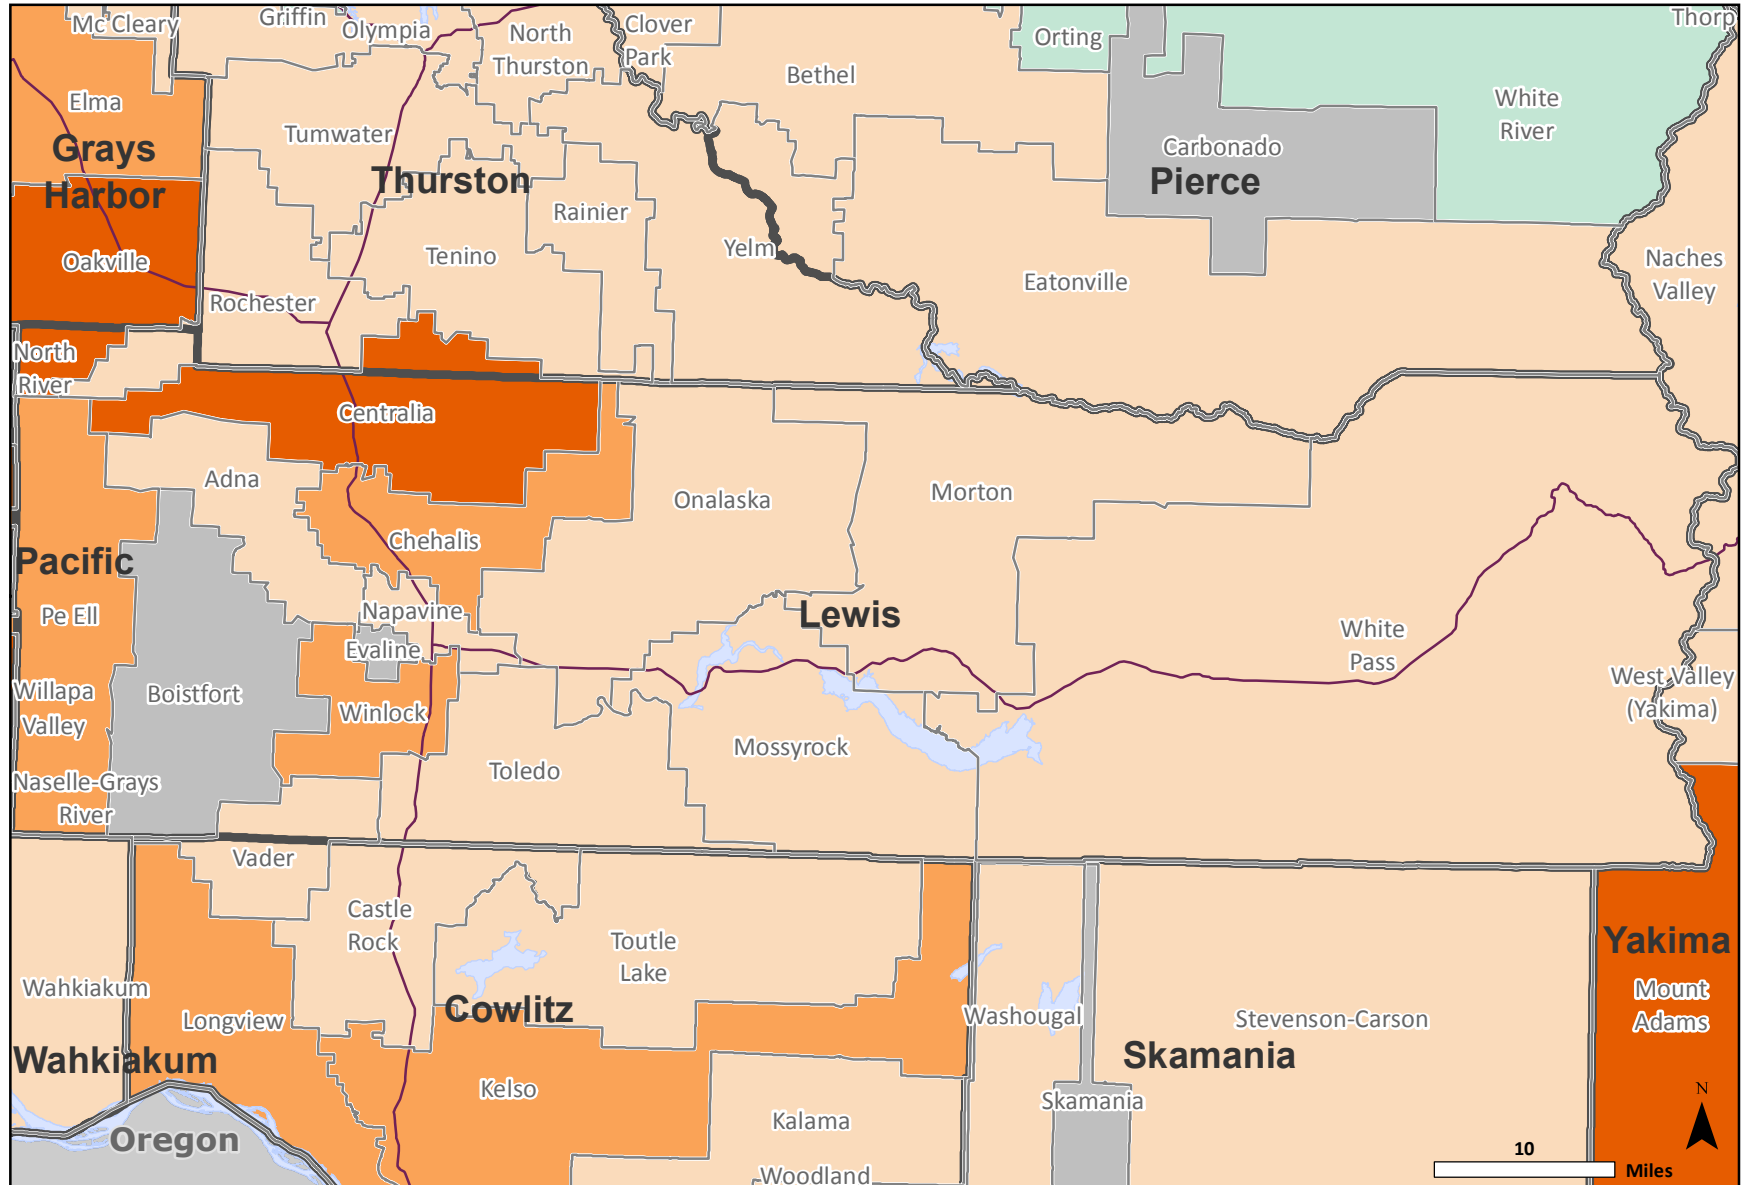 Mc Cleary
Griffin
Olympia
North
Thurston
Clover
Park
Bethel
Orting
Thorp
Elma
Tumwater
White
River
Carbonado
Grays
Harbor
Thurston
Pierce
Rainier
Oakville
Tenino
Yelm
Eatonville
Naches
Valley
Rochester
North
River
Centralia
Adna
Onalaska
Morton
Chehalis
Pacific
Pe Ell
Napavine
Lewis
Evaline
White
Pass
Willapa
Valley
Boistfort
Winlock
West Valley
(Yakima)
Mossyrock
Toledo
Naselle-Grays
River
Vader
Castle
Rock
Toutle
Lake
Yakima
Wahkiakum
Longview
Cowlitz
Washougal
Stevenson-Carson
Mount
Adams
Wahkiakum
Skamania
Kelso
Skamania
Kalama
Oregon
Woodland
N
10
Miles